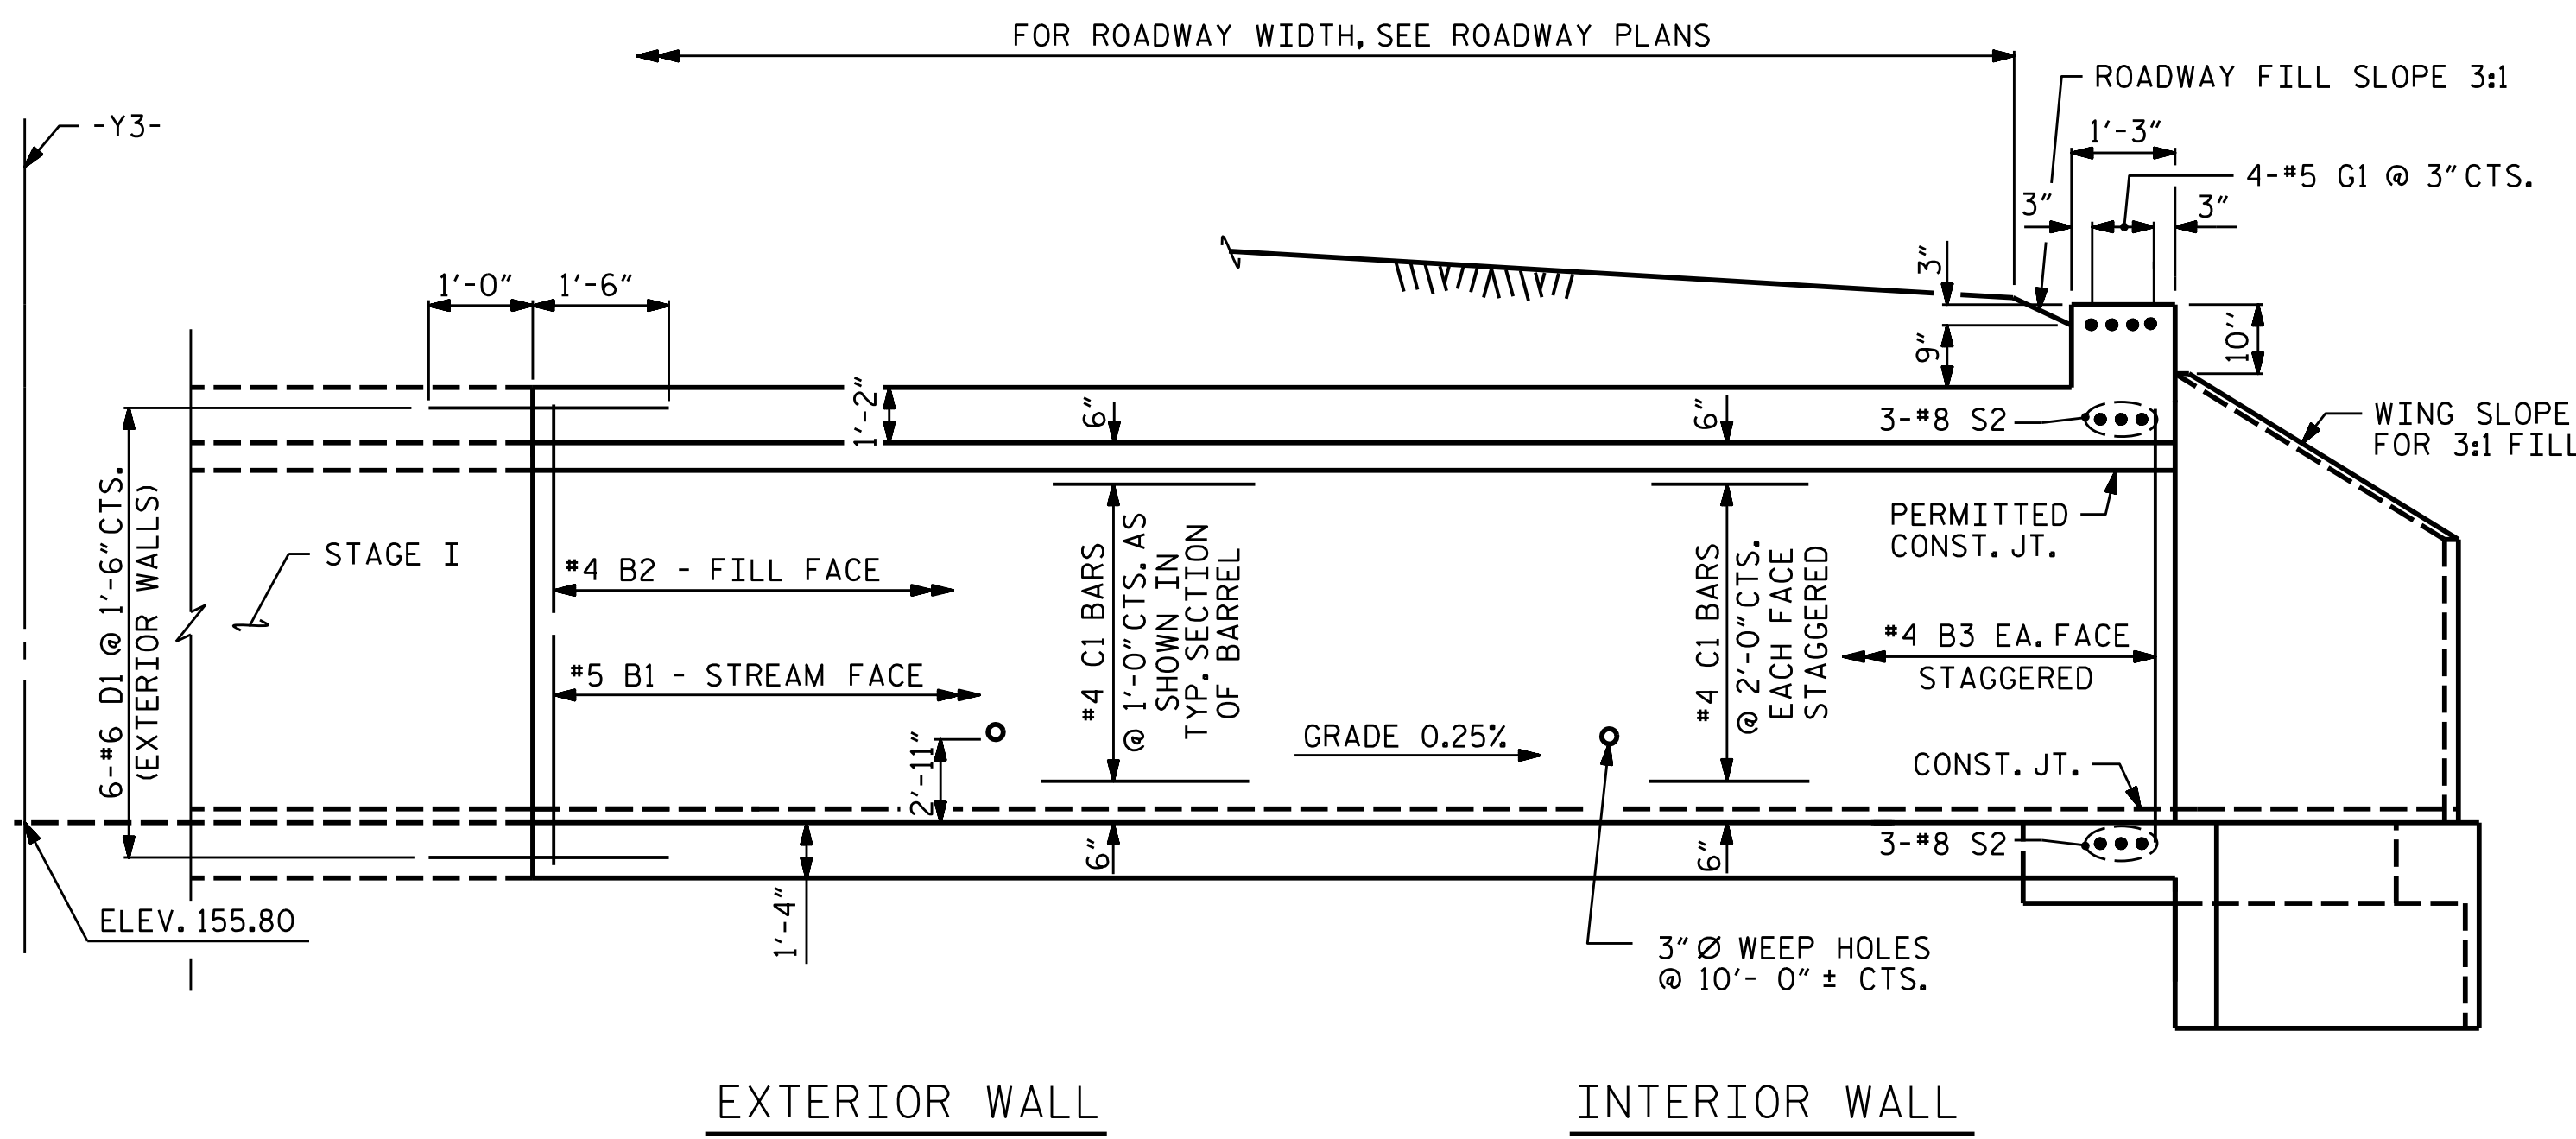 FOR ROADWAY WIDTH, SEE ROADWAY PLANS
ROADWAY FILL SLOPE 3:1
-Y3-
1'-3"
4-#5 G1 @ 3" CTS.
3"
3"
3"
1'-0"
1'-6"
9"
10"
1'-2"
6"
6"
3-#8 S2
WING SLOPE
FOR 3:1 FILL
6-#6 D1 @ 1'-6" CTS.
(EXTERIOR WALLS)
STAGE I
#4 B2 - FILL FACE
#5 B1 - STREAM FACE
#4 C1 BARS
@ 1'-0" CTS. AS
SHOWN IN
TYP. SECTION
OF BARREL
#4 C1 BARS
@ 2'-0" CTS.
EACH FACE
STAGGERED
PERMITTED
CONST. JT.
#4 B3 EA. FACE
STAGGERED
2'-11"
GRADE 0.25%
CONST. JT.
3-#8 S2
6"
6"
1'-4"
ELEV. 155.80
3" Ø WEEP HOLES
@ 10'- 0" ± CTS.
EXTERIOR WALL
INTERIOR WALL